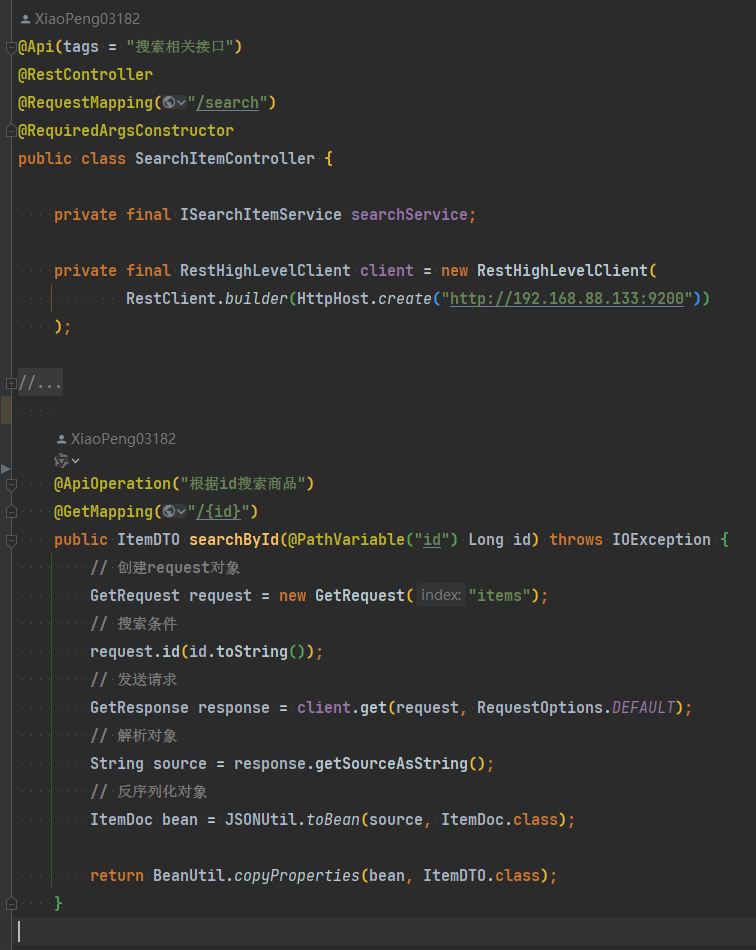 XiaoPeng03182
@Api(tags = "搜索相关接口")
@RestController
@RequestMapping("/search")
@RequiredArgsConstructor
public class SearchItemController {
private final ISearchItemService searchService;
private final RestHighLevelClient client = new RestHighLevelClient(
RestClient.builder(HttpHost.create("http://192.168.88.133:9200"))
);
//...
XiaoPeng03182
@ApiOperation("根据id搜索商品")
@GetMapping("/{id}")
public ItemDTO searchById(@PathVariable("id") Long id) throws IOException {
// 创建request对象
GetRequest request = new GetRequest( index: "items");
// 搜索条件
request.id(id.toString());
// 发送请求
GetResponse response = client.get(request, RequestOptions.DEFAULT);
// 解析对象
String source = response.getSourceAsString();
// 反序列化对象
ItemDoc bean = JSONUtil.toBean(source, ItemDoc.class);
return BeanUtil.copyProperties(bean, ItemDTO.class);
}